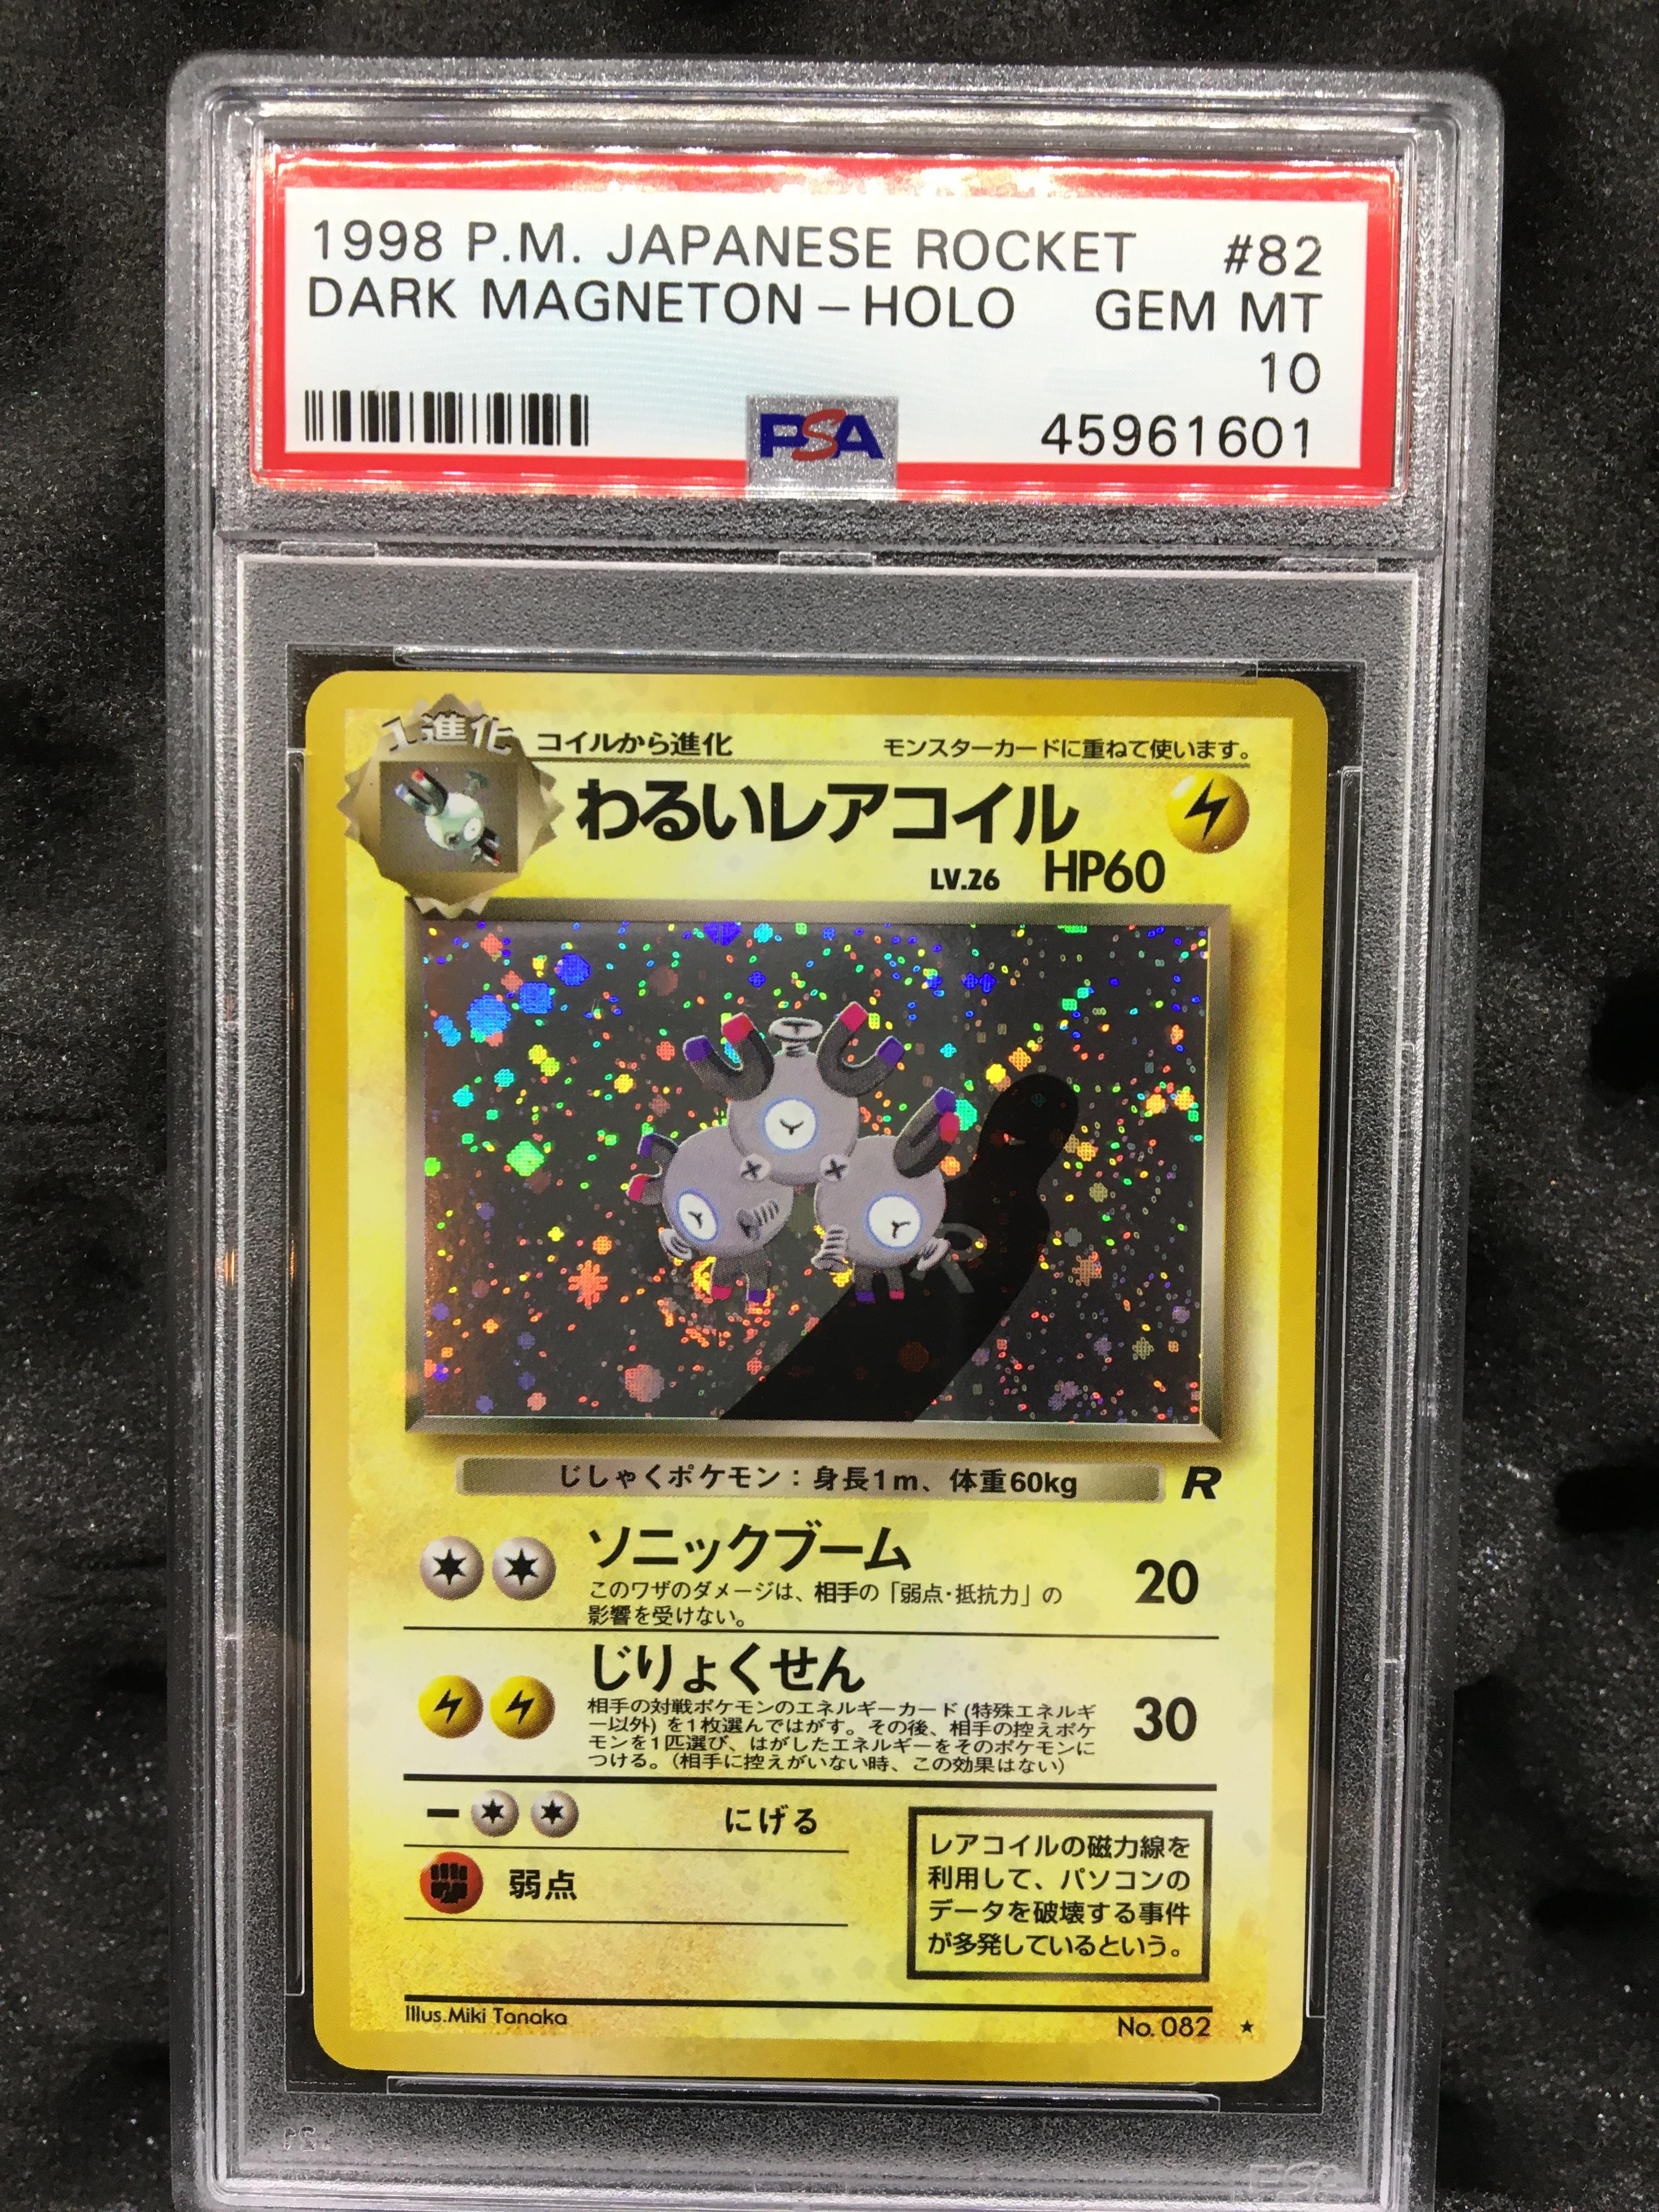 1998 P.M. JAPANESE ROCKET #82
DARK MAGNETON-HOLO GEM MT
10
PSA 45961601
1進化 コイルから進化 モンスターカードに重ねて使います。
わるいレアコイル
LV.26 HP60
R
じしゃくポケモン：身長1m、体重60kg R
ソニックブーム 20
このワザのダメージは、相手の「弱点・抵抗力」の
影響を受けない。
じりょくせん 30
相手の対戦ポケモンのエネルギーカード(特殊エネルギ
ー以外)を1枚選んではがす。その後、相手の控えポケ
モンを1匹選び、はがしたエネルギーをそのポケモンに
つける。(相手に控えがいない時、この効果はない)
にげる
弱点
レアコイルの磁力線を
利用して、パソコンの
データを破壊する事件
が多発しているという。
Illus.Miki Tanaka No.082 ★
PSA